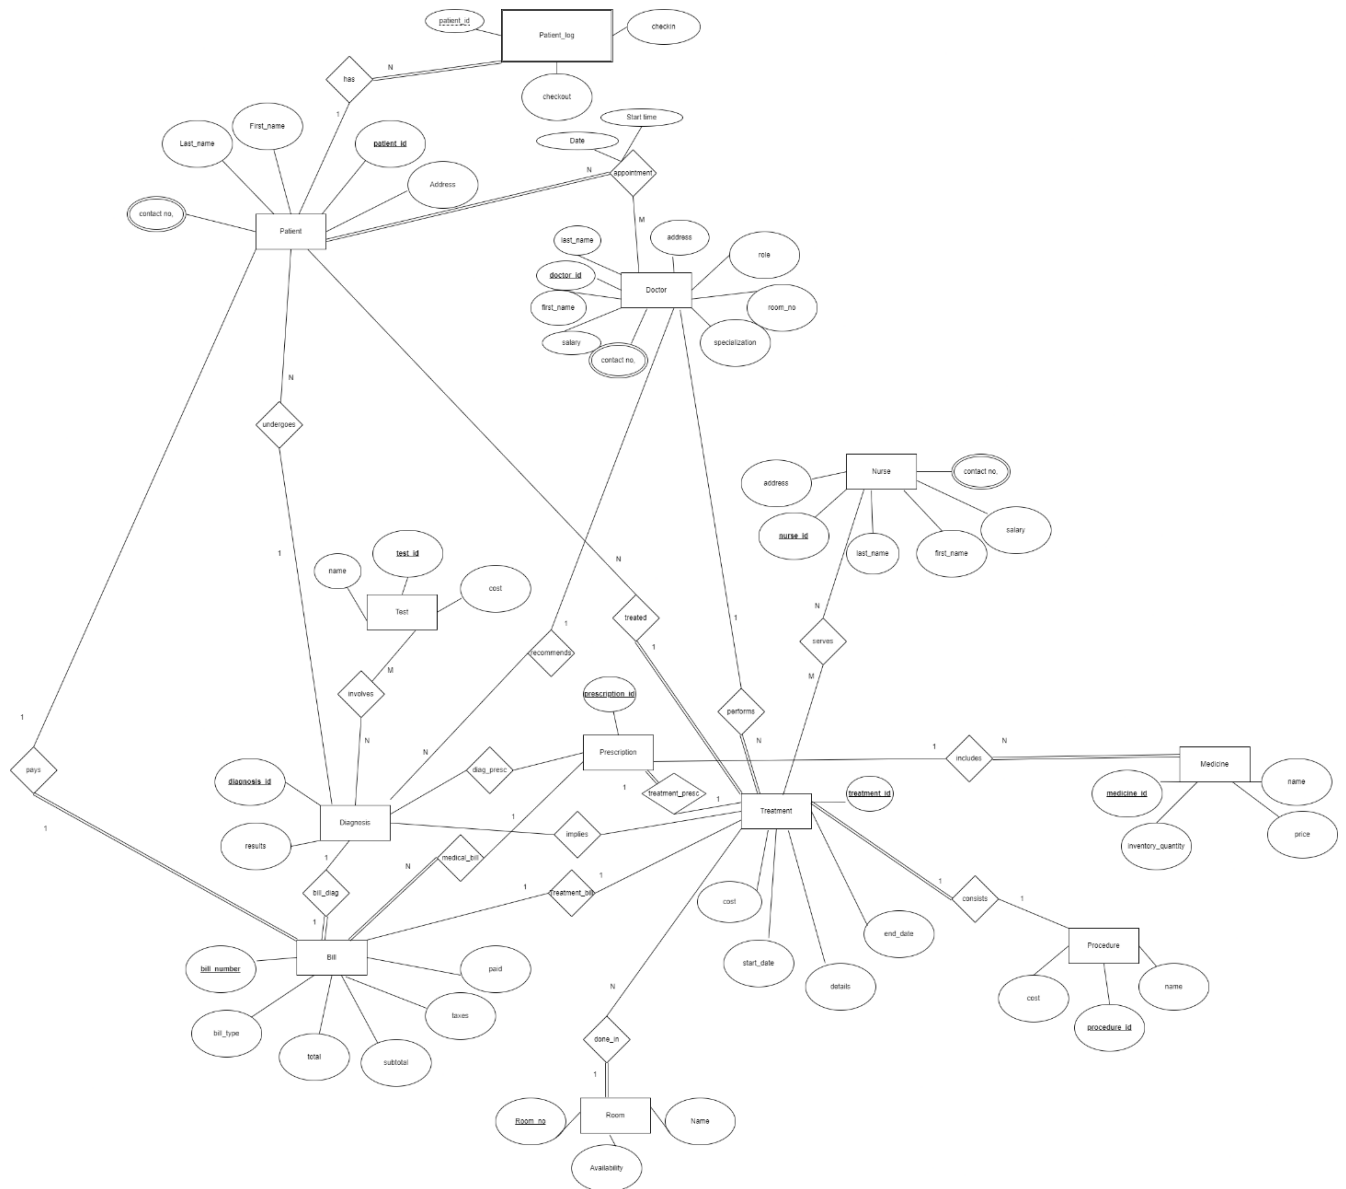 patient_id
Patient_log
checkin
N
has
checkout
1
First_name
Last_name
patient_id
Start time
Date
N
appointment
Address
contact no,
Patient
M
last_name
address
role
doctor_id
Doctor
first_name
room_no
salary
contact no,
specialization
N
undergoes
Nurse
contact no,
address
nurse_id
last_name
first_name
salary
1
test_id
name
cost
Test
N
treated
1
1
1
N
serves
M
recommends
M
involves
N
prescription_id
1
pays
performs
N
N
Prescription
1
N
includes
Medicine
diag_presc
diagnosis_id
treatment_presc
1
1
treatment_id
medicine_id
name
Treatment
Diagnosis
implies
1
1
results
inventory_quantity
price
1
medical_bill
N
bill_diag
1
Treatment_bill
1
1
1
consists
1
cost
1
end_date
Procedure
Bill
start_date
details
bill_number
paid
cost
name
bill_type
taxes
procedure_id
total
subtotal
N
done_in
1
Room_no
Room
Name
Availability